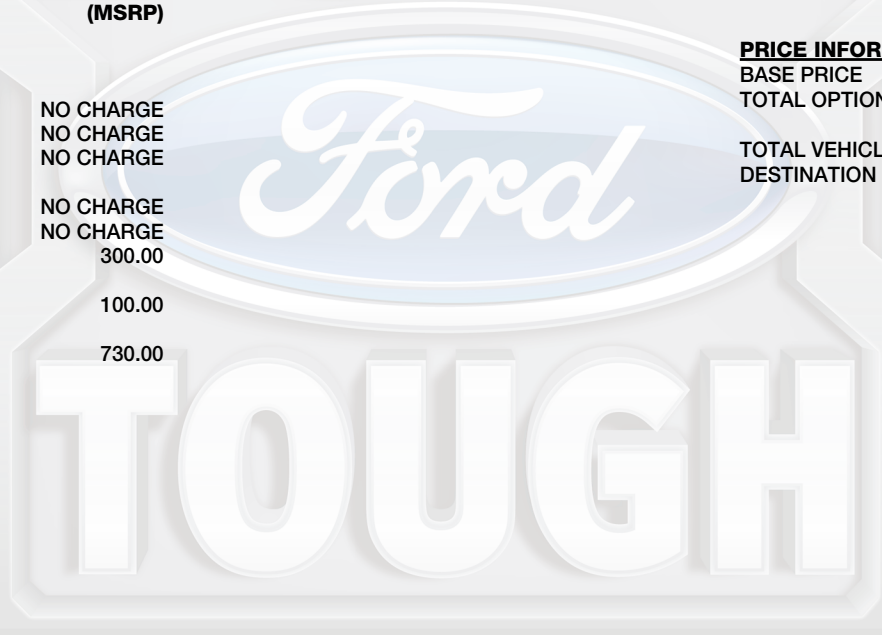 (MSRP)
NO CHARGE
NO CHARGE
NO CHARGE
NO CHARGE
NO CHARGE
300.00
100.00
730.00
PRICE INFOR
BASE PRICE
TOTAL OPTION
TOTAL VEHICL
DESTINATION
Ford
TOUGH